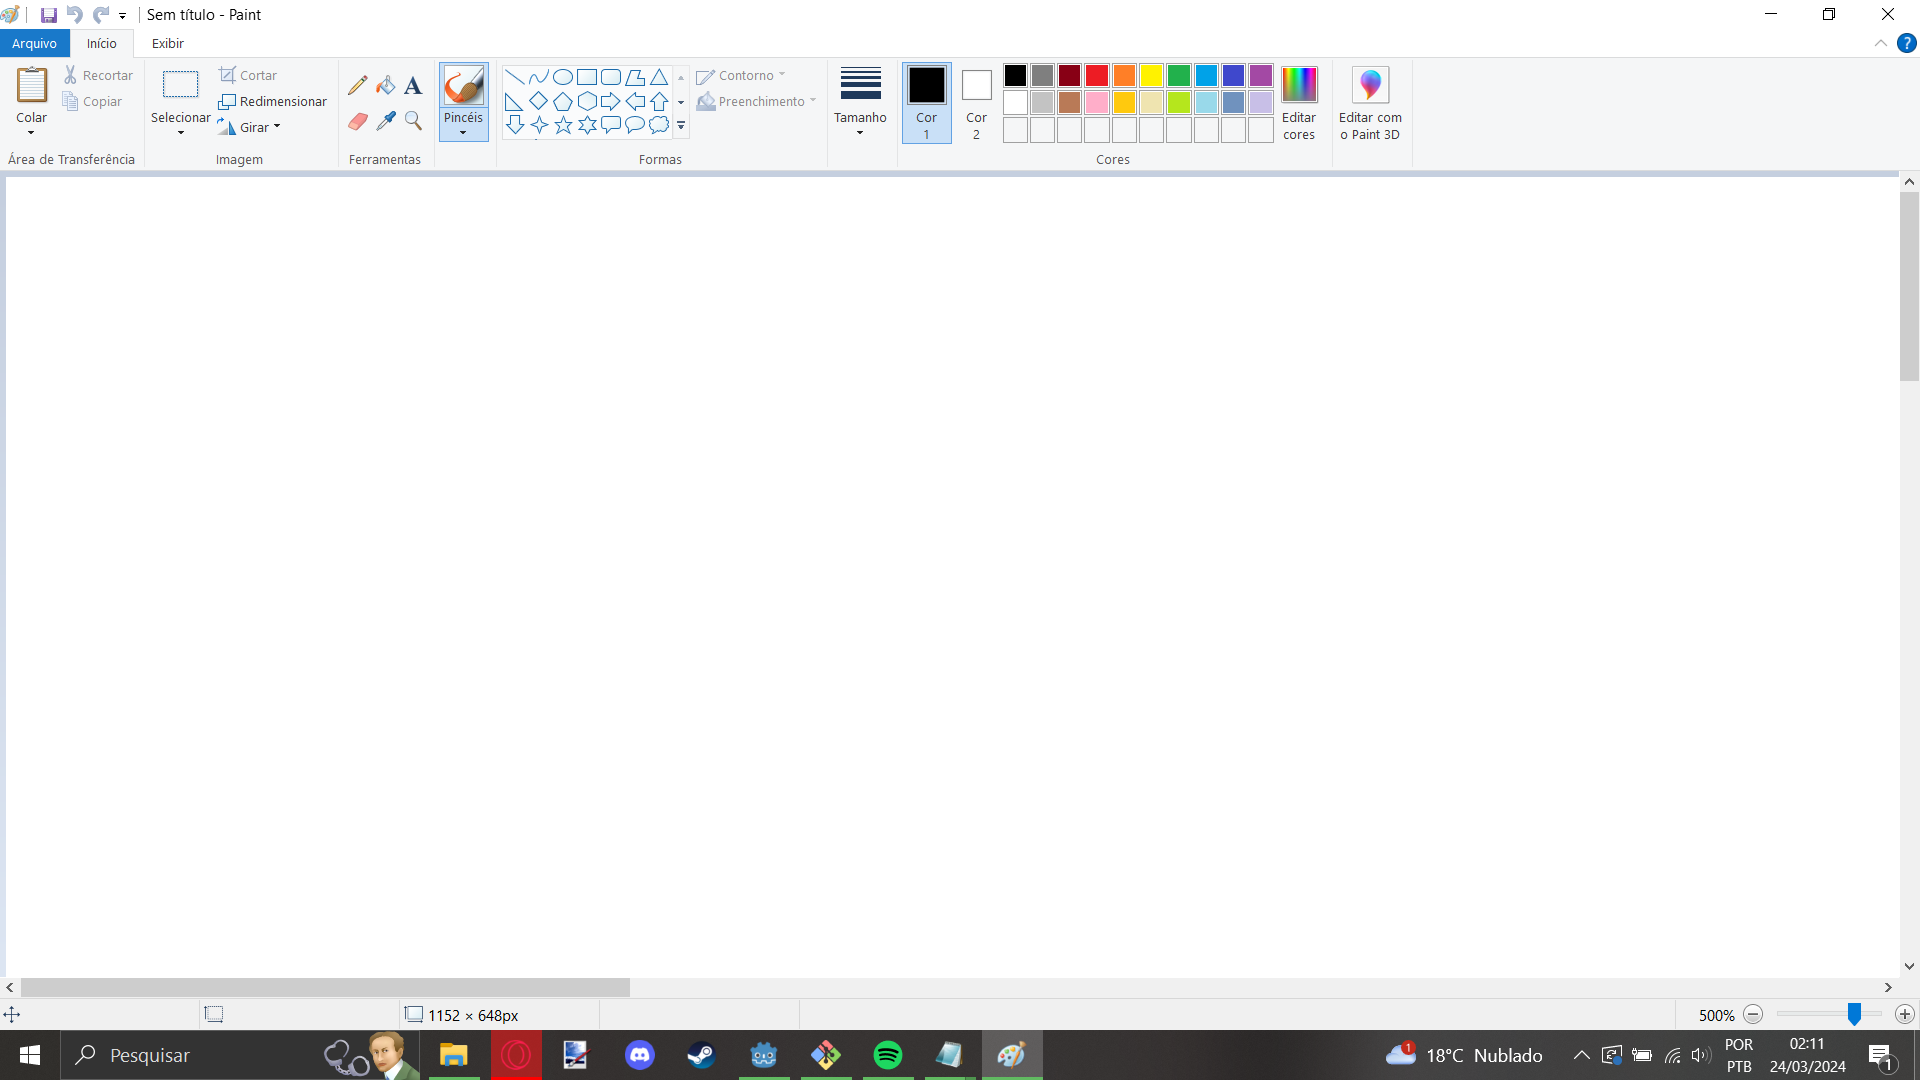 Sem título - Paint
Arquivo Início Exibir
Colar
Recortar
Copiar
Área de Transferência
Selecionar
Cortar
Redimensionar
Girar
Imagem
A
Ferramentas
Pincéis
Contorno
Preenchimento
Formas
Tamanho
Cor
1
Cor
2
Editar
cores
Cores
Editar com
o Paint 3D
?
1152 × 648px
500%
Pesquisar
1
18°C Nublado
POR
PTB
02:11
24/03/2024
1